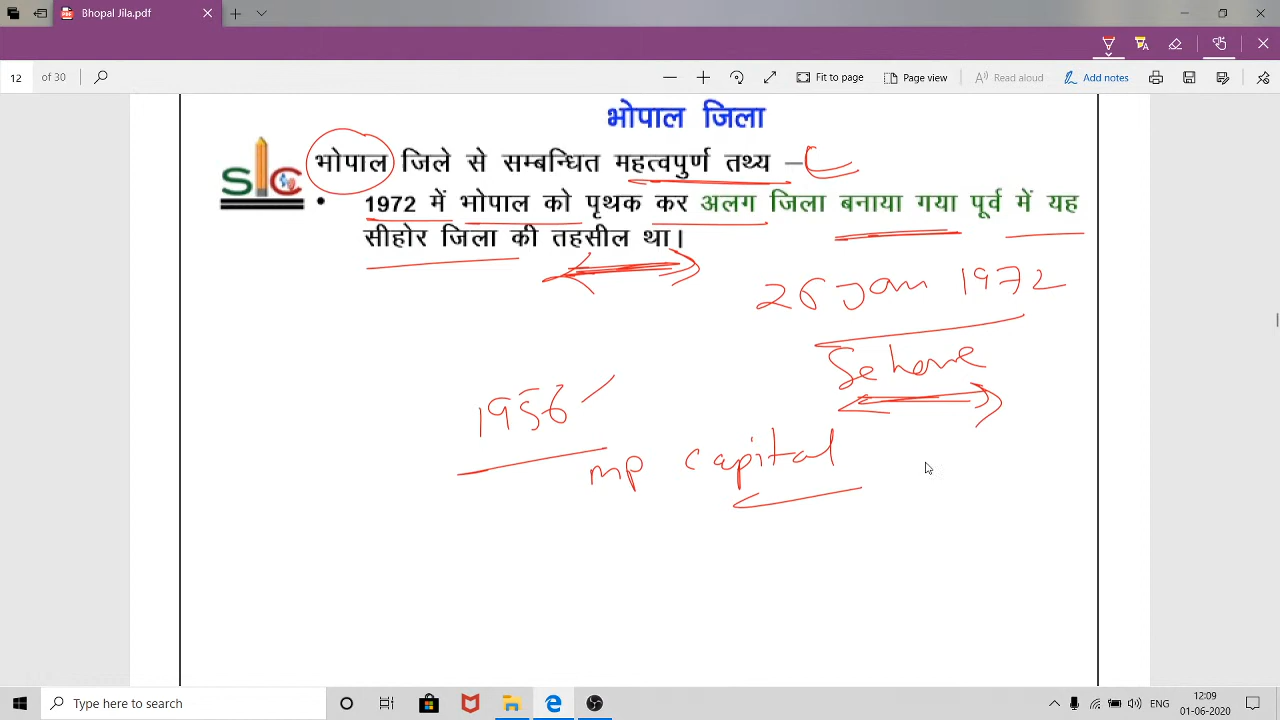 Bhopal Jila.pdf
12 of 30
Fit to page
Page view
Read aloud
Add notes
भोपाल जिला
SLC
भोपाल जिले से सम्बन्धित महत्वपुर्ण तथ्य –
• 1972 में भोपाल को पृथक कर अलग जिला बनाया गया पूर्व में यह
सीहोर जिला की तहसील था।
26 Jan 1972
Sehore
1956
mp capital
Type here to search
ENG
12:09
01-06-2020